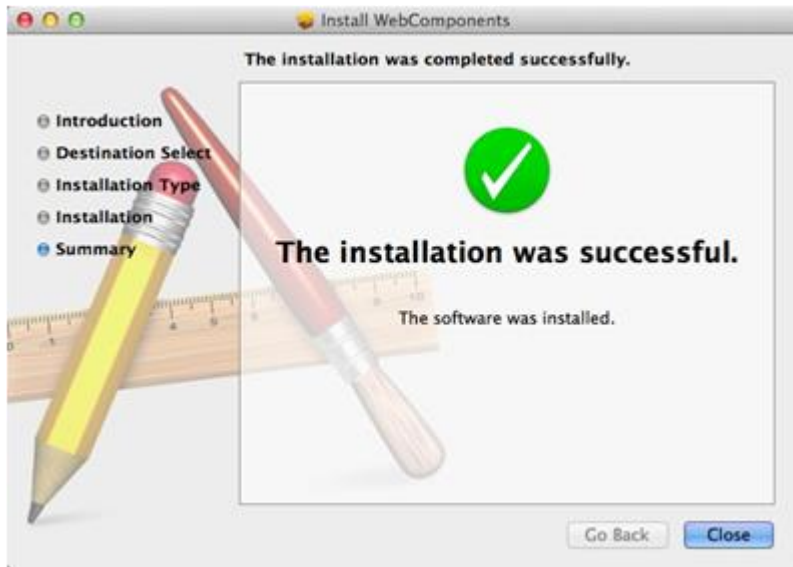 Install WebComponents
The installation was completed successfully.
Introduction
Destination Select
Installation Type
Installation
Summary
The installation was successful.
The software was installed.
Go Back
Close